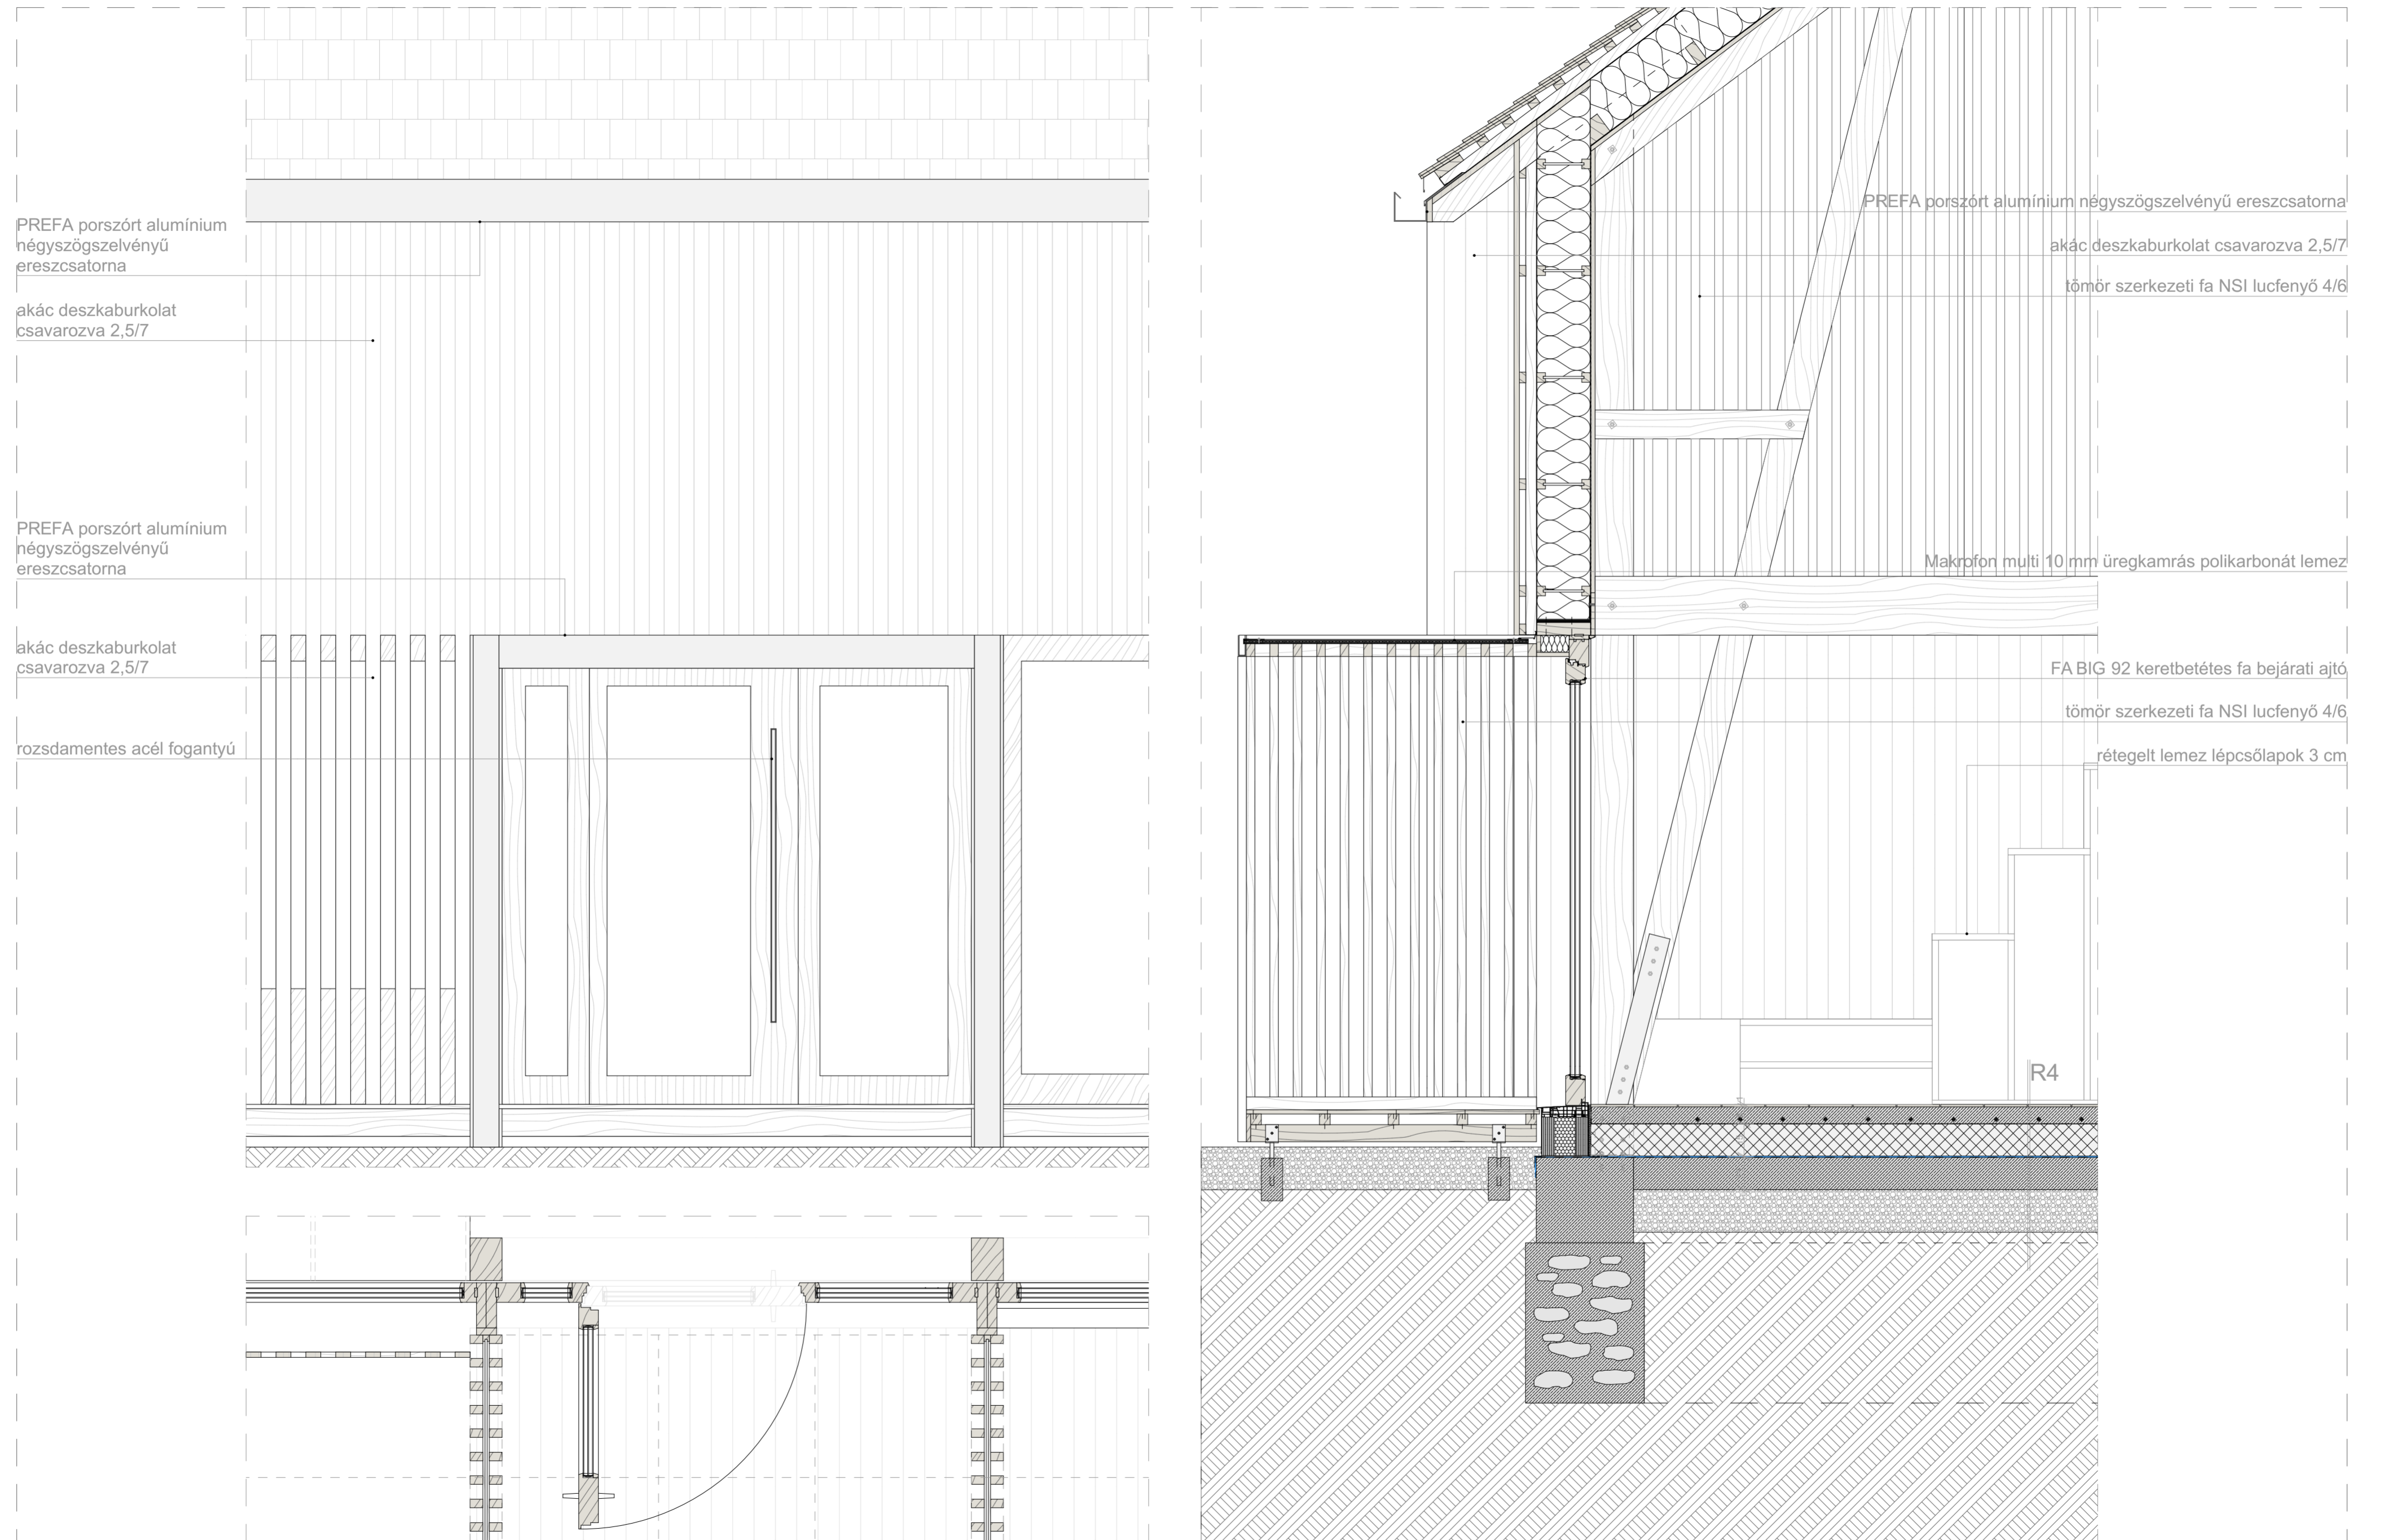 PREFA porszórt alumínium
négyszögszelvényű
ereszcsatorna
akác deszkaburkolat
csavarozva 2,5/7
PREFA porszórt alumínium
négyszögszelvényű
ereszcsatorna
akác deszkaburkolat
csavarozva 2,5/7
rozsdamentes acél fogantyú
PREFA porszórt alumínium négyszögszelvényű ereszcsatorna
akác deszkaburkolat csavarozva 2,5/7
tömör szerkezeti fa NSI lucfenyő 4/6
Makrofon multi 10 mm üregkamrás polikarbonát lemez
FA BIG 92 keretbetétes fa bejárati ajtó
tömör szerkezeti fa NSI lucfenyő 4/6
rétegelt lemez lépcsőlapok 3 cm
R4